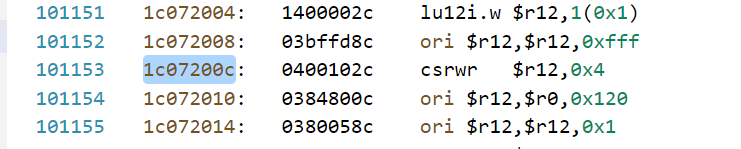 101151 1c072004: 1400002c lu12i.w $r12,1(0x1)
101152 1c072008: 03bffd8c ori $r12,$r12,0xfff
101153 1c07200c: 0400102c csrwr $r12,0x4
101154 1c072010: 0384800c ori $r12,$r0,0x120
101155 1c072014: 0380058c ori $r12,$r12,0x1